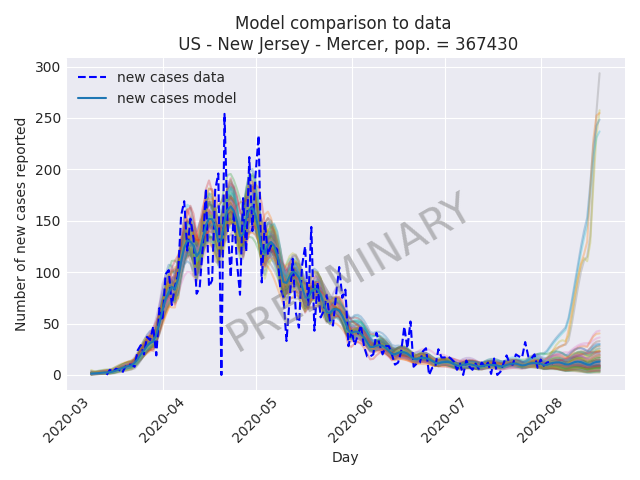 Model comparison to data
US - New Jersey - Mercer, pop. = 367430
new cases data
new cases model
Number of new cases reported
300
250
200
150
100
50
0
PRELIMINARY
2020-03
2020-04
2020-05
2020-06
2020-07
2020-08
Day